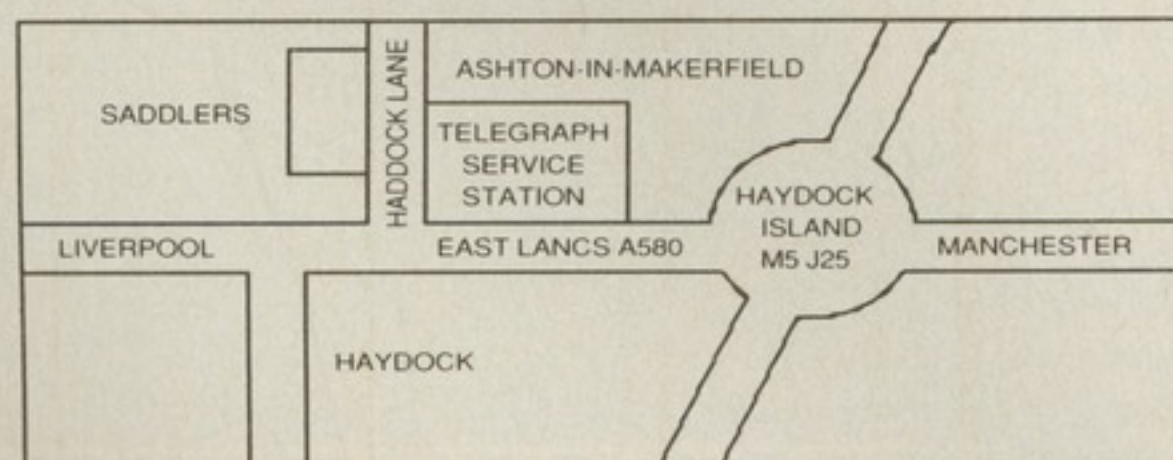 SADDLERS
HADDOCK LANE
ASHTON-IN-MAKERFIELD
TELEGRAPH
SERVICE
STATION
HAYDOCK
ISLAND
M5 J25
LIVERPOOL
EAST LANCS A580
MANCHESTER
HAYDOCK